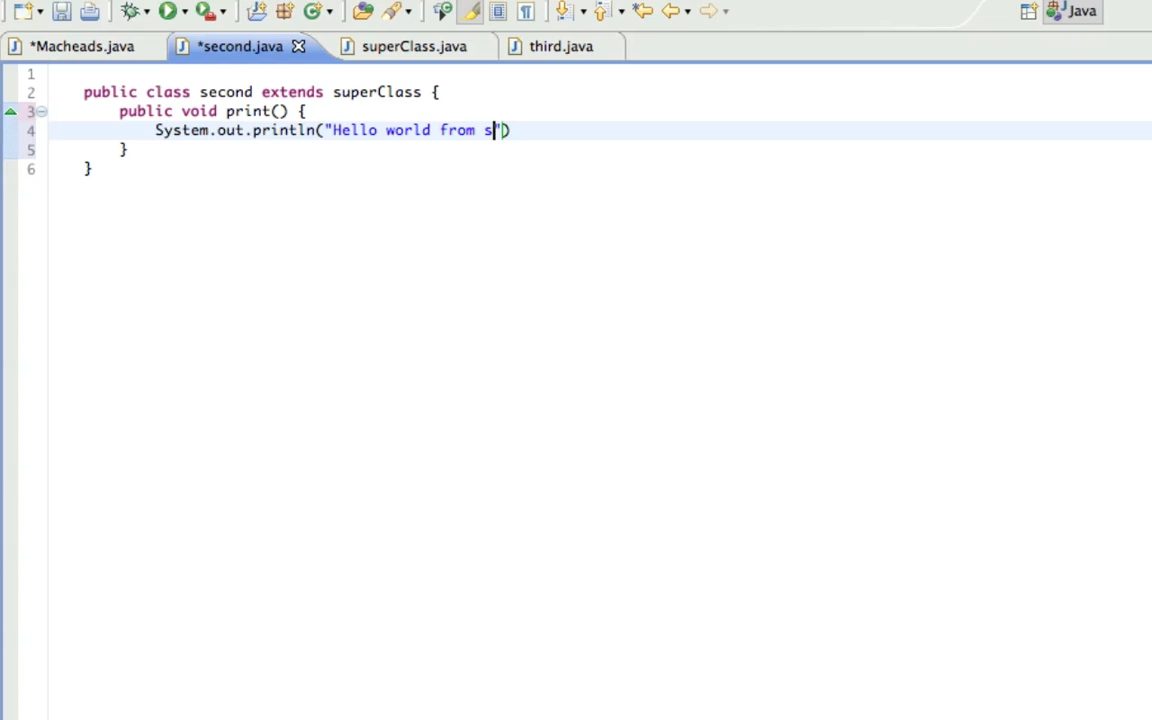 Java
*Macheads.java *second.java superClass.java third.java
1
2 public class second extends superClass {
3 public void print() {
4 System.out.println("Hello world from s")
5 }
6 }